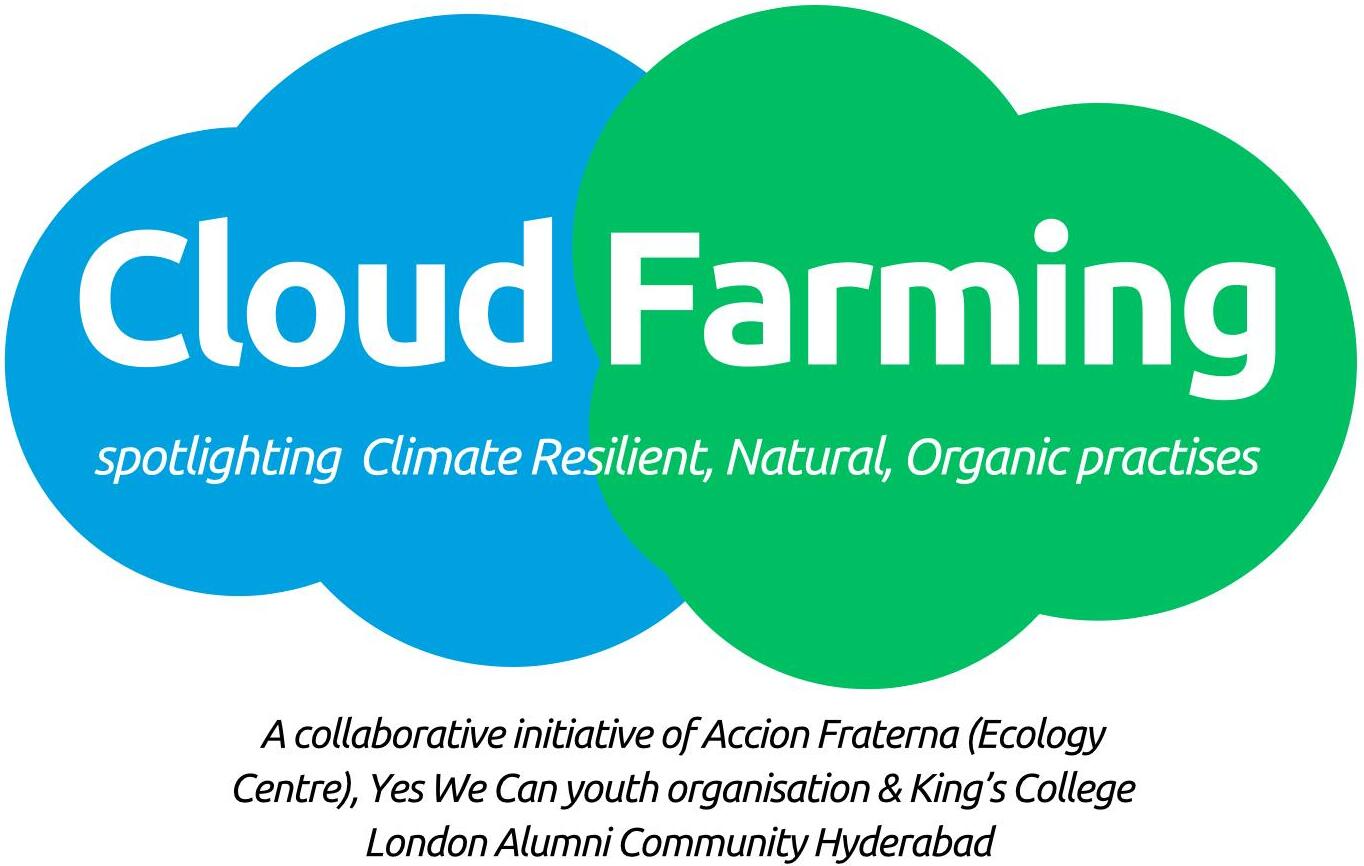 Cloud Farming
spotlighting Climate Resilient, Natural, Organic practises
A collaborative initiative of Accion Fraterna (Ecology
Centre), Yes We Can youth organisation & King's College
London Alumni Community Hyderabad